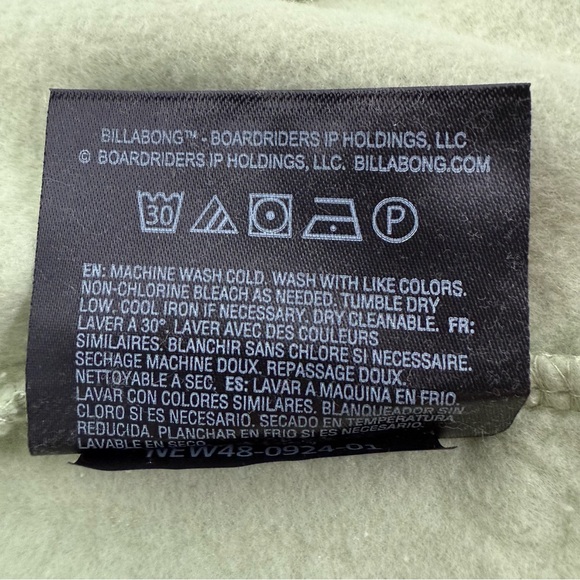 BILLABONG™ - BOARDRIDERS IP HOLDINGS, LLC
© BOARDRIDERS IP HOLDINGS, LLC. BILLABONG.COM
30 P
EN: MACHINE WASH COLD. WASH WITH LIKE COLORS.
NON-CHLORINE BLEACH AS NEEDED. TUMBLE DRY
LOW. COOL IRON IF NECESSARY. DRY CLEANABLE. FR:
LAVER A 30°. LAVER AVEC DES COULEURS
SIMILAIRES. BLANCHIR SANS CHLORE SI NECESSAIRE.
SECHAGE MACHINE DOUX. REPASSAGE DOUX.
NETTOYABLE A SEC. ES: LAVAR A MAQUINA EN FRIO.
LAVAR CON COLORES SIMILARES. BLANQUEADOR SIN
CLORO SI ES NECESARIO. SECADO EN TEMPERATURA
REDUCIDA. PLANCHAR EN FRIO SI ES NECESARIO.
LAVABLE EN SECO
NEW48-0924-01